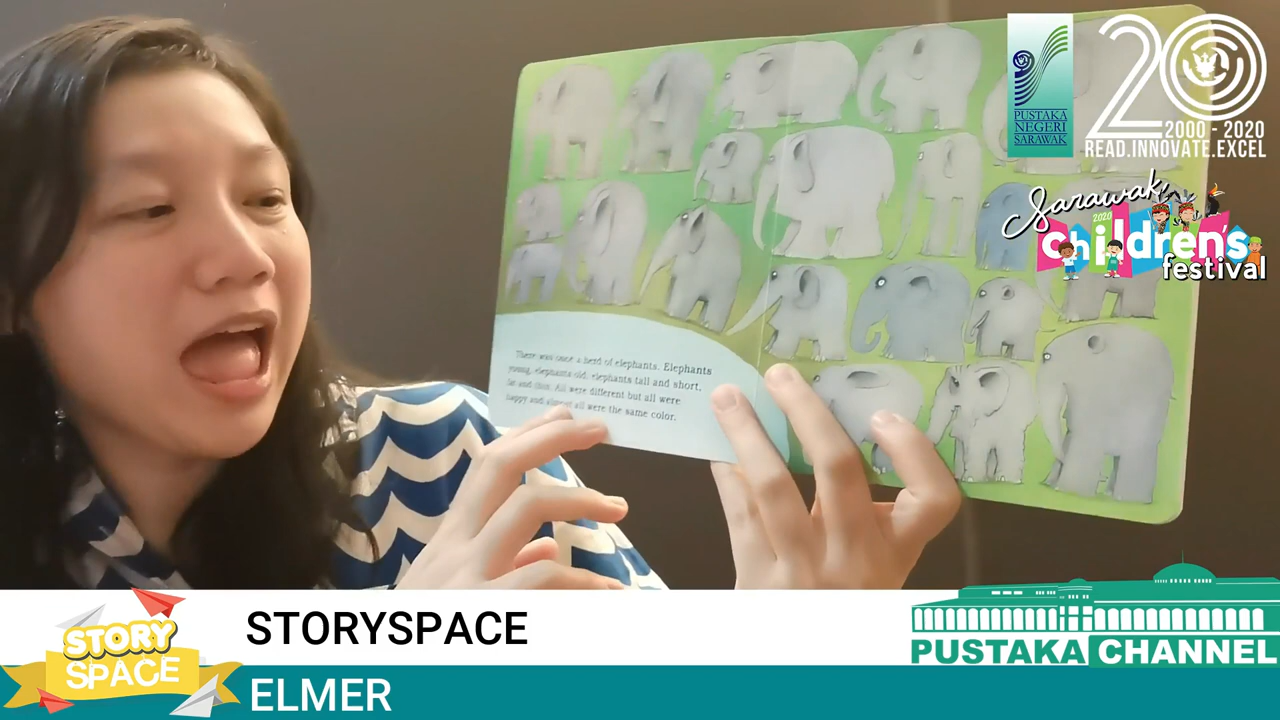 There was once a herd of elephants. Elephants
young, elephants old, elephants tall and short,
fat and thin. All were different but all were
happy and almost all were the same color.
PUSTAKA
NEGERI
SARAWAK
20
2000 - 2020
READ.INNOVATE.EXCEL
Sarawak
2020
children's
festival
STORY
SPACE
STORYSPACE
ELMER
PUSTAKA CHANNEL